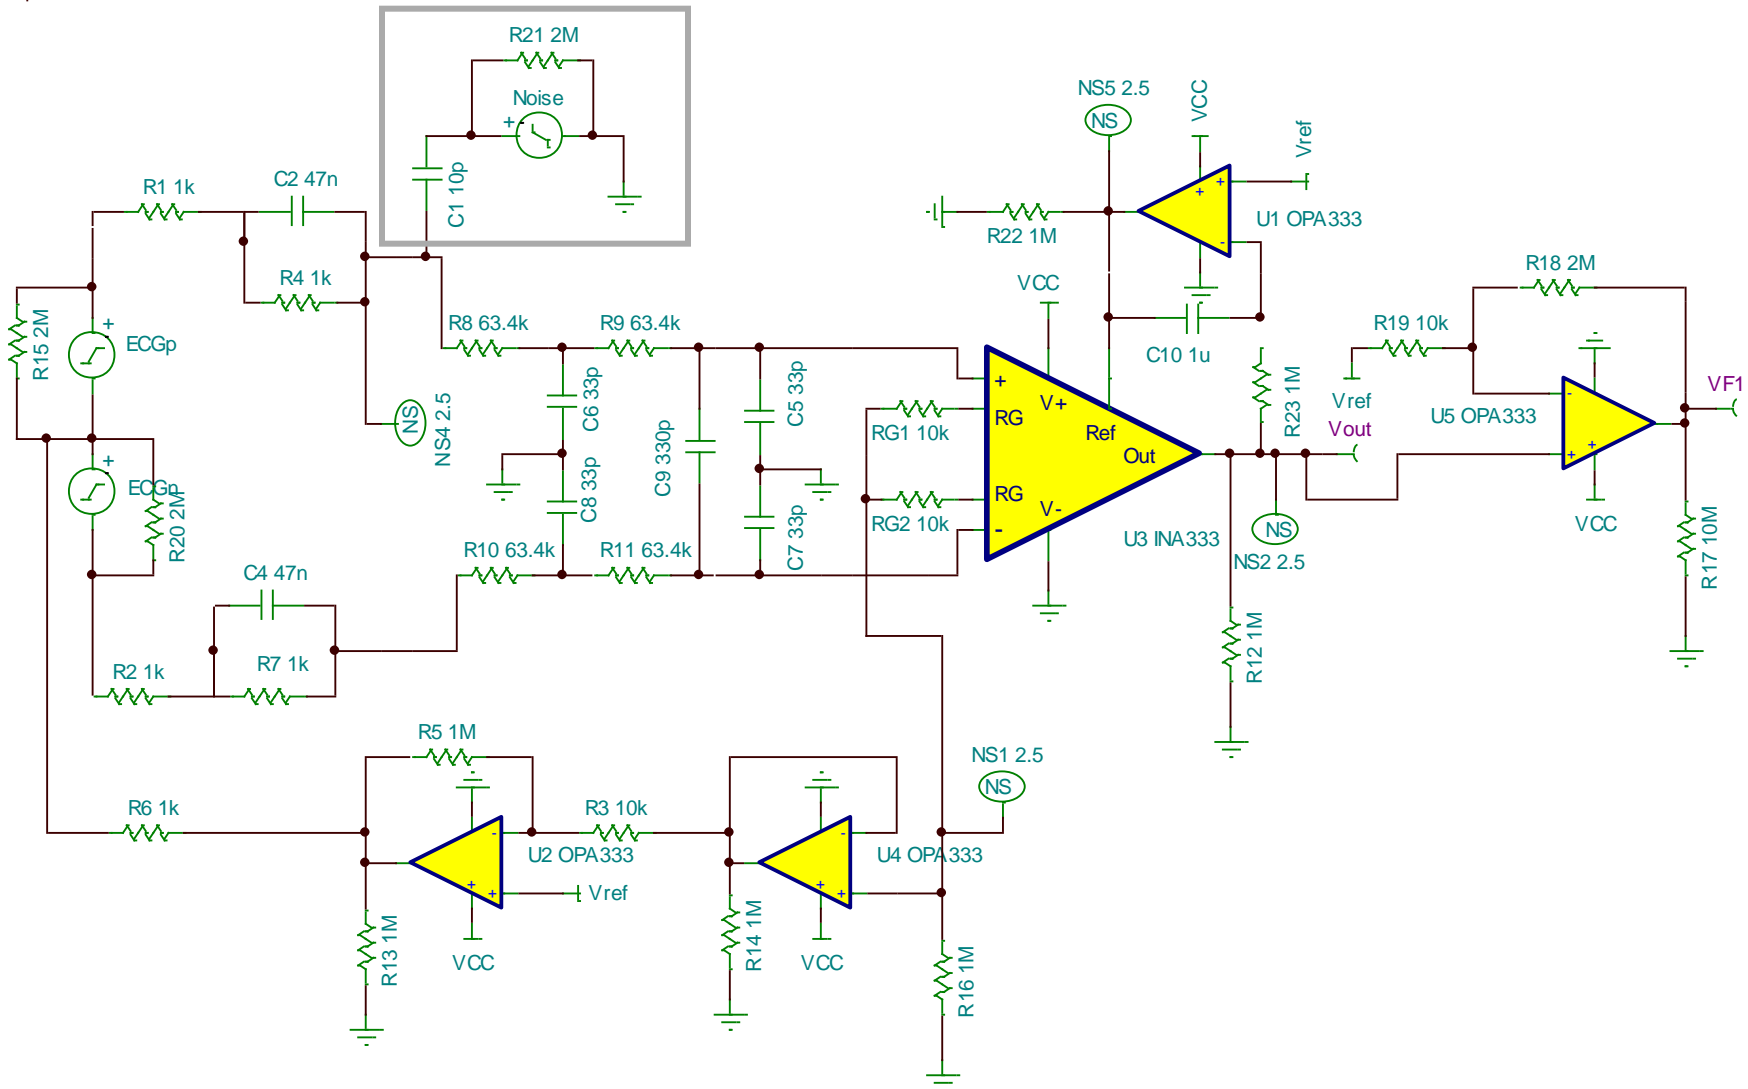 R21 2M
Noise
+
-
C1 10p
NS5 2.5
NS
VCC
Vref
+
+
-
U1 OPA333
R22 1M
R1 1k
C2 47n
R4 1k
R15 2M
+
-
ECGp
NS
NS4 2.5
R8 63.4k
R9 63.4k
VCC
C10 1u
R18 2M
R19 10k
Vref
R23 1M
Vout
U5 OPA333
VF1
-
+
+
VCC
R17 10M
C6 33p
C5 33p
C9 330p
C8 33p
C7 33p
+
RG
RG1 10k
RG
RG2 10k
-
V+
Ref
Out
V-
U3 INA333
NS
NS2 2.5
R12 1M
+
-
ECGp
R20 2M
R10 63.4k
R11 63.4k
C4 47n
R2 1k
R7 1k
R5 1M
R6 1k
R3 10k
-
+
+
U2 OPA333
Vref
VCC
R13 1M
-
+
+
U4 OPA333
VCC
R14 1M
NS1 2.5
NS
R16 1M